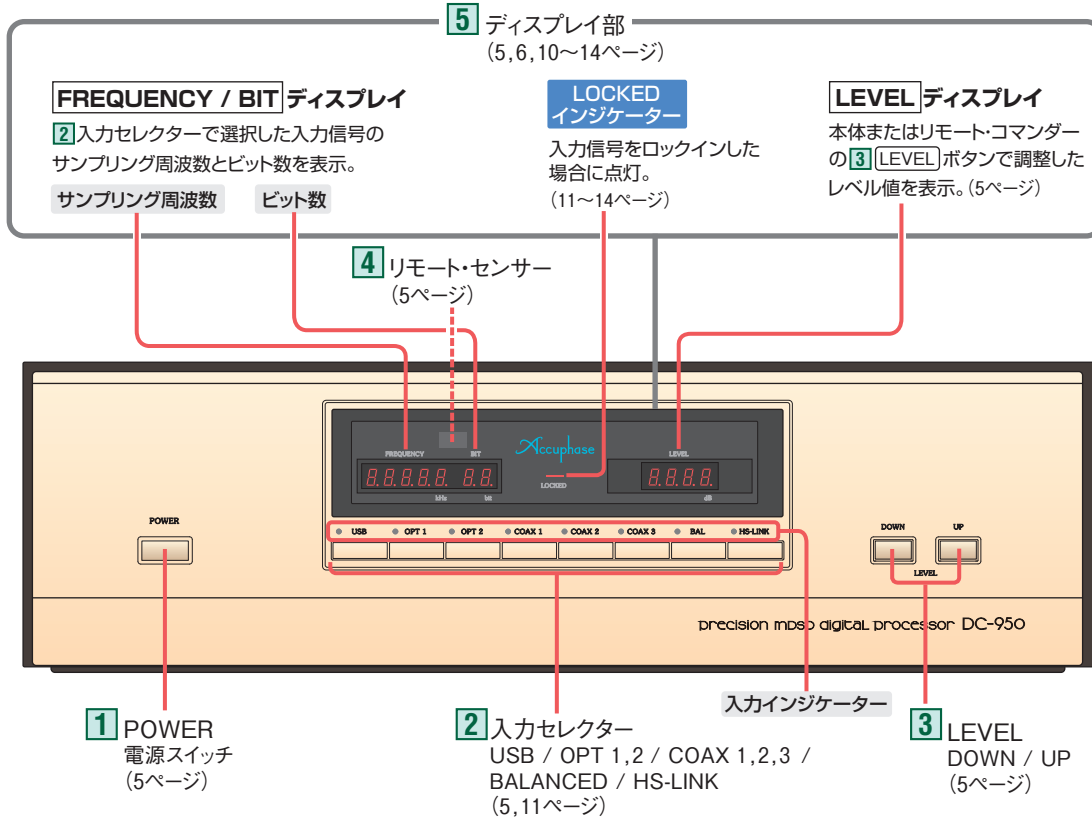 5 ディスプレイ部
（5,6,10～14ページ）
FREQUENCY / BIT ディスプレイ
2 入力セレクターで選択した入力信号の
サンプリング周波数とビット数を表示。
サンプリング周波数 ビット数
LOCKED
インジケーター
入力信号をロックインした
場合に点灯。
（11～14ページ）
LEVEL ディスプレイ
本体またはリモート・コマンダー
の 3 LEVEL ボタンで調整した
レベル値を表示。（5ページ）
4 リモート・センサー
（5ページ）
FREQUENCY BIT
Accuphase
LEVEL
8.8.8.8.8. 8.8.
8.8.8.8.
kHz bit
LOCKED
dB
POWER
USB OPT 1 OPT 2 COAX 1 COAX 2 COAX 3 BAL HS-LINK
DOWN UP
LEVEL
precision MDSD digital processor DC-950
入力インジケーター
1 POWER
電源スイッチ
（5ページ）
2 入力セレクター
USB / OPT 1,2 / COAX 1,2,3 /
BALANCED / HS-LINK
（5,11ページ）
3 LEVEL
DOWN / UP
（5ページ）